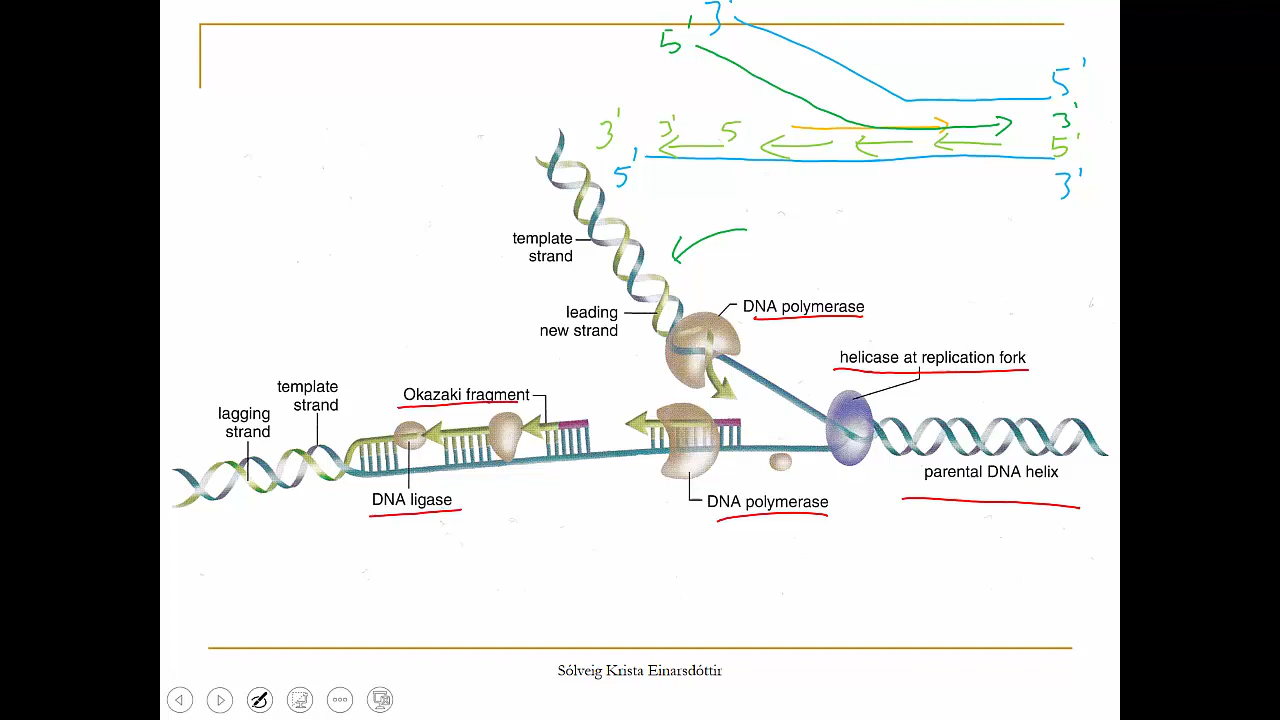 3'
5'
5'
3'
3' 3' 5 5'
5' 3'
template
strand
leading
new strand
DNA polymerase
helicase at replication fork
template
strand
lagging
strand
Okazaki fragment
DNA ligase
DNA polymerase
parental DNA helix
Sólveig Krista Einarsdóttir